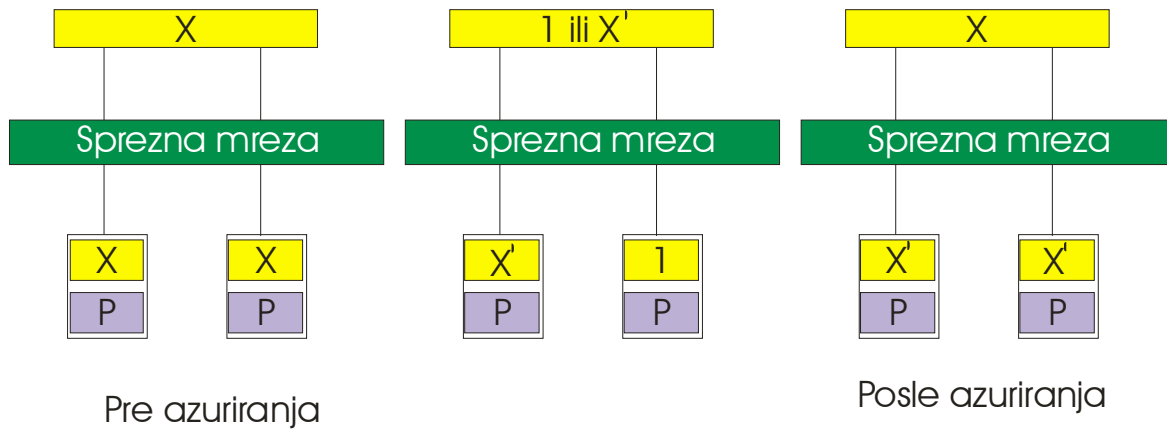 X
Sprezna mreza
X X
P P
Pre azuriranja
1 ili X'
Sprezna mreza
X' 1
P P
X
Sprezna mreza
X' X'
P P
Posle azuriranja